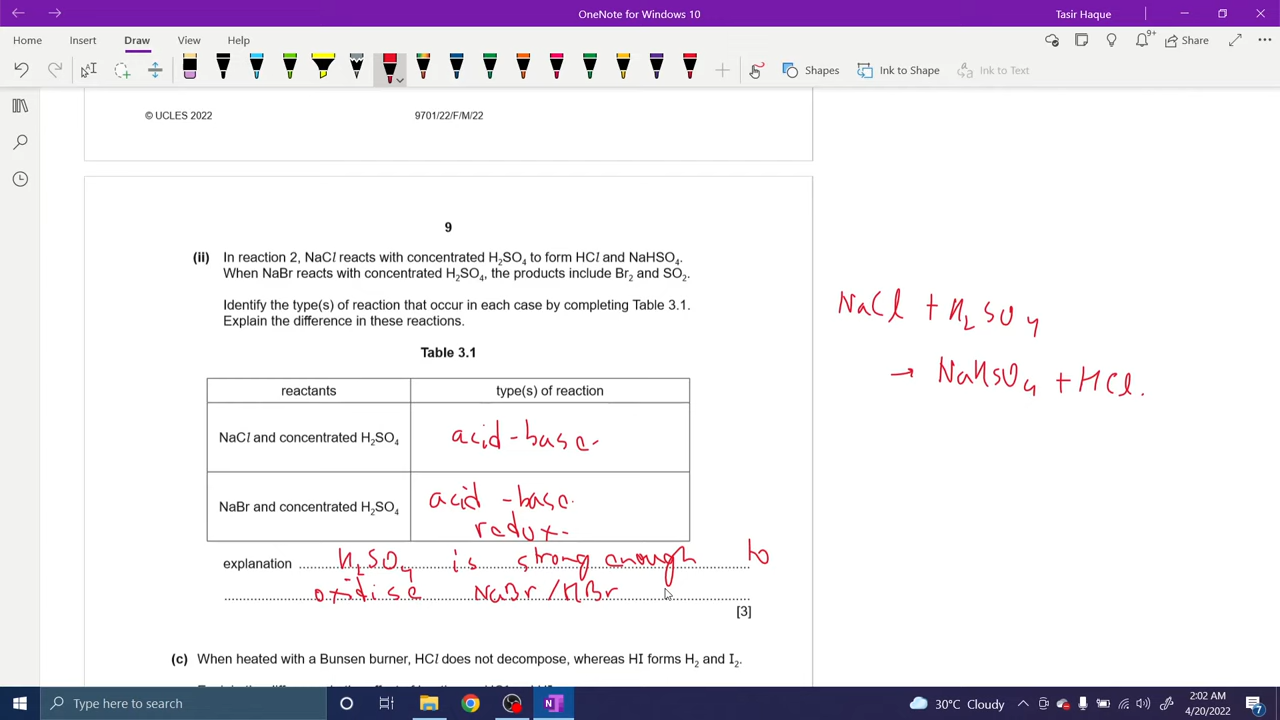 OneNote for Windows 10
Tasir Haque
Home Insert Draw View Help
Share
Shapes Ink to Shape Ink to Text
© UCLES 2022 9701/22/F/M/22
9
(ii) In reaction 2, NaCl reacts with concentrated H₂SO₄ to form HCl and NaHSO₄.
When NaBr reacts with concentrated H₂SO₄, the products include Br₂ and SO₂.
Identify the type(s) of reaction that occur in each case by completing Table 3.1.
Explain the difference in these reactions.
Table 3.1
reactants type(s) of reaction
NaCl and concentrated H₂SO₄ acid-base
NaBr and concentrated H₂SO₄ acid-base
redox
explanation H₂SO₄ is strong enough to
oxidise NaBr/HBr
[3]
(c) When heated with a Bunsen burner, HCl does not decompose, whereas HI forms H₂ and I₂.
NaCl + H₂SO₄
→ NaHSO₄ + HCl.
Type here to search
30°C Cloudy
2:02 AM
4/20/2022
7